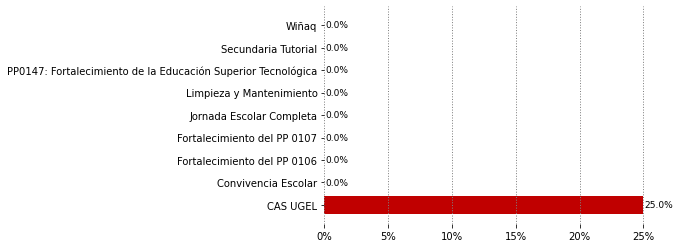 Wiñaq 0.0%
Secundaria Tutorial 0.0%
PP0147: Fortalecimiento de la Educación Superior Tecnológica 0.0%
Limpieza y Mantenimiento 0.0%
Jornada Escolar Completa 0.0%
Fortalecimiento del PP 0107 0.0%
Fortalecimiento del PP 0106 0.0%
Convivencia Escolar 0.0%
CAS UGEL 25.0%
0% 5% 10% 15% 20% 25%